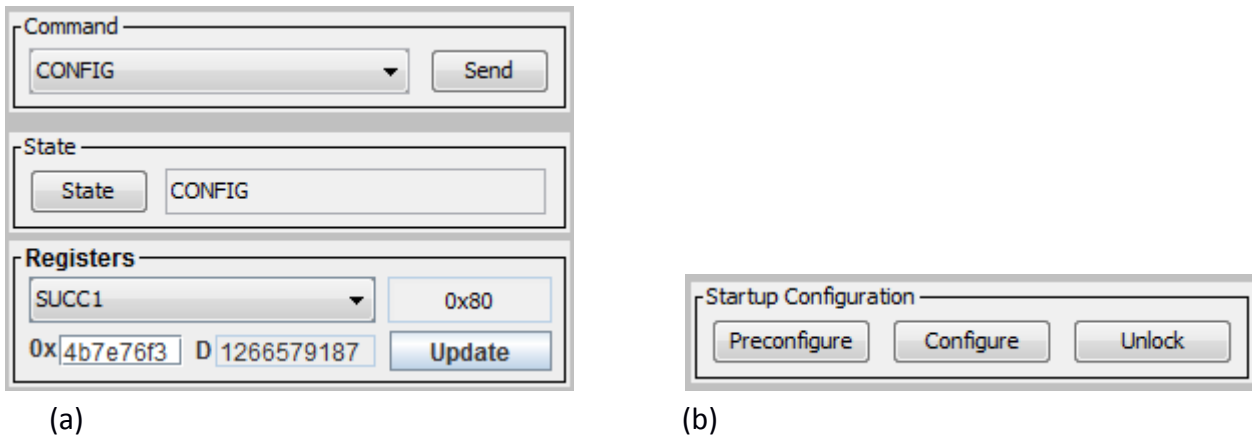 Command
CONFIG Send
State
State CONFIG
Registers
SUCC1 0x80
0x 4b7e76f3 D 1266579187 Update
(a)
Startup Configuration
Preconfigure Configure Unlock
(b)